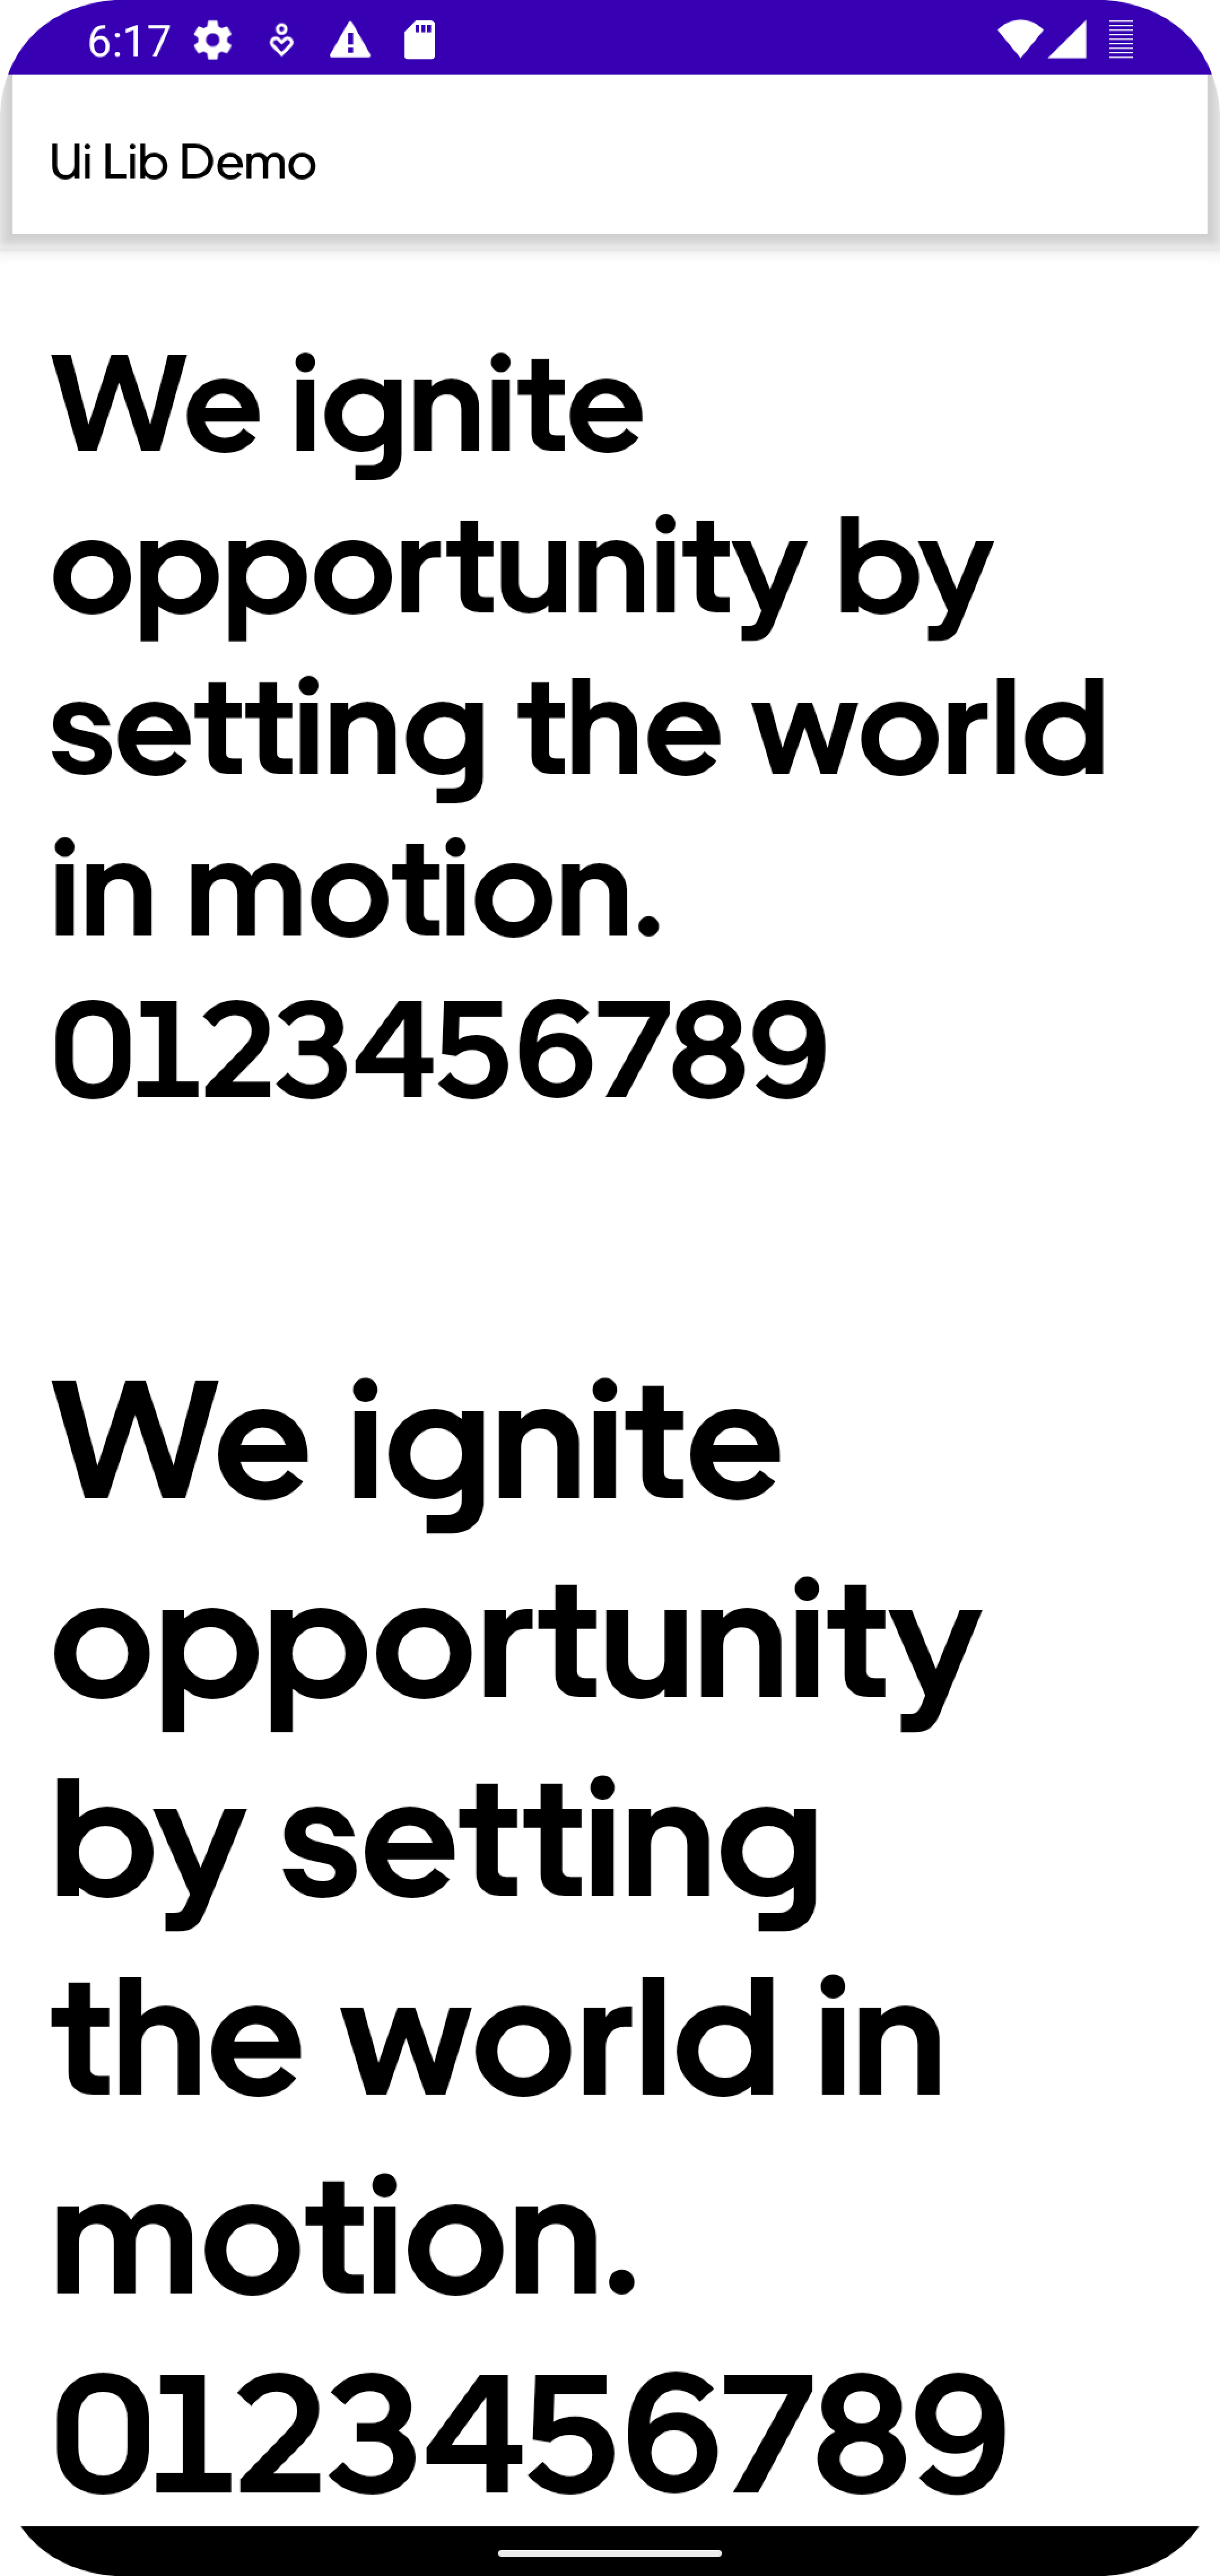 6:17
Ui Lib Demo
We ignite
opportunity by
setting the world
in motion.
0123456789
We ignite
opportunity
by setting
the world in
motion.
0123456789